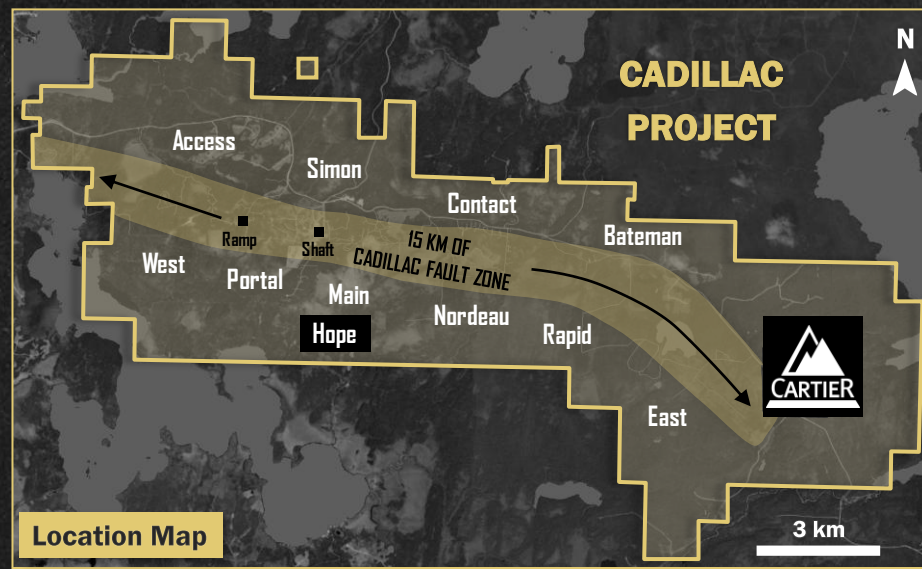 CADILLAC
PROJECT
N
Access
Simon
Contact
Bateman
Ramp
Shaft
15 KM OF
CADILLAC FAULT ZONE
West
Portal
Main
Nordeau
Hope
Rapid
East
CARTIER
Location Map
3 km